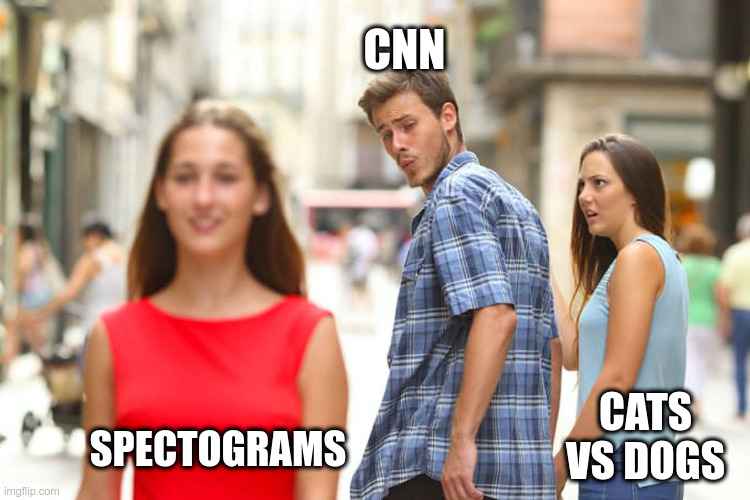 CNN
SPECTOGRAMS
CATS
VS DOGS
imgflip.com